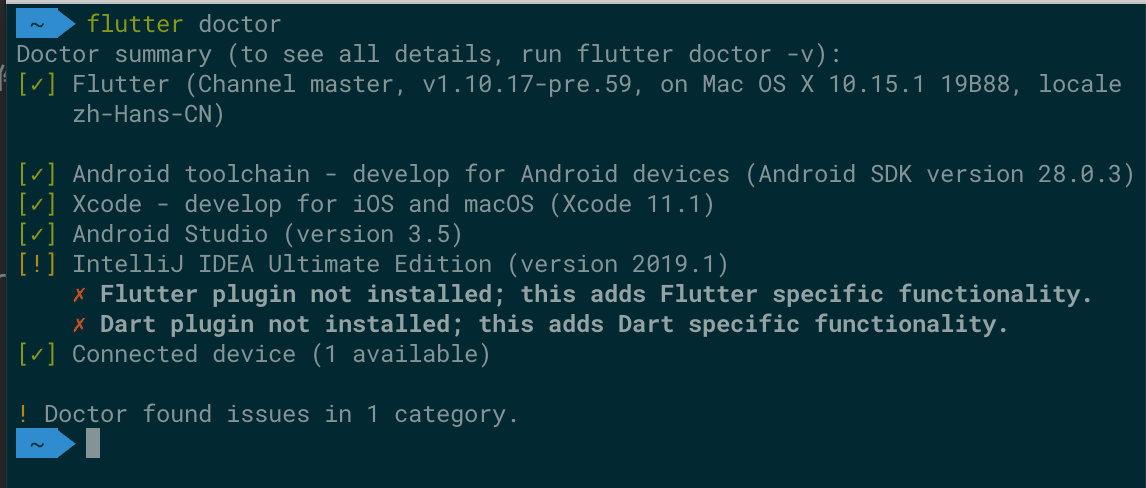 ~ flutter doctor
Doctor summary (to see all details, run flutter doctor -v):
[✓] Flutter (Channel master, v1.10.17-pre.59, on Mac OS X 10.15.1 19B88, locale
zh-Hans-CN)
[✓] Android toolchain - develop for Android devices (Android SDK version 28.0.3)
[✓] Xcode - develop for iOS and macOS (Xcode 11.1)
[✓] Android Studio (version 3.5)
[!] IntelliJ IDEA Ultimate Edition (version 2019.1)
✗ Flutter plugin not installed; this adds Flutter specific functionality.
✗ Dart plugin not installed; this adds Dart specific functionality.
[✓] Connected device (1 available)
! Doctor found issues in 1 category.
~